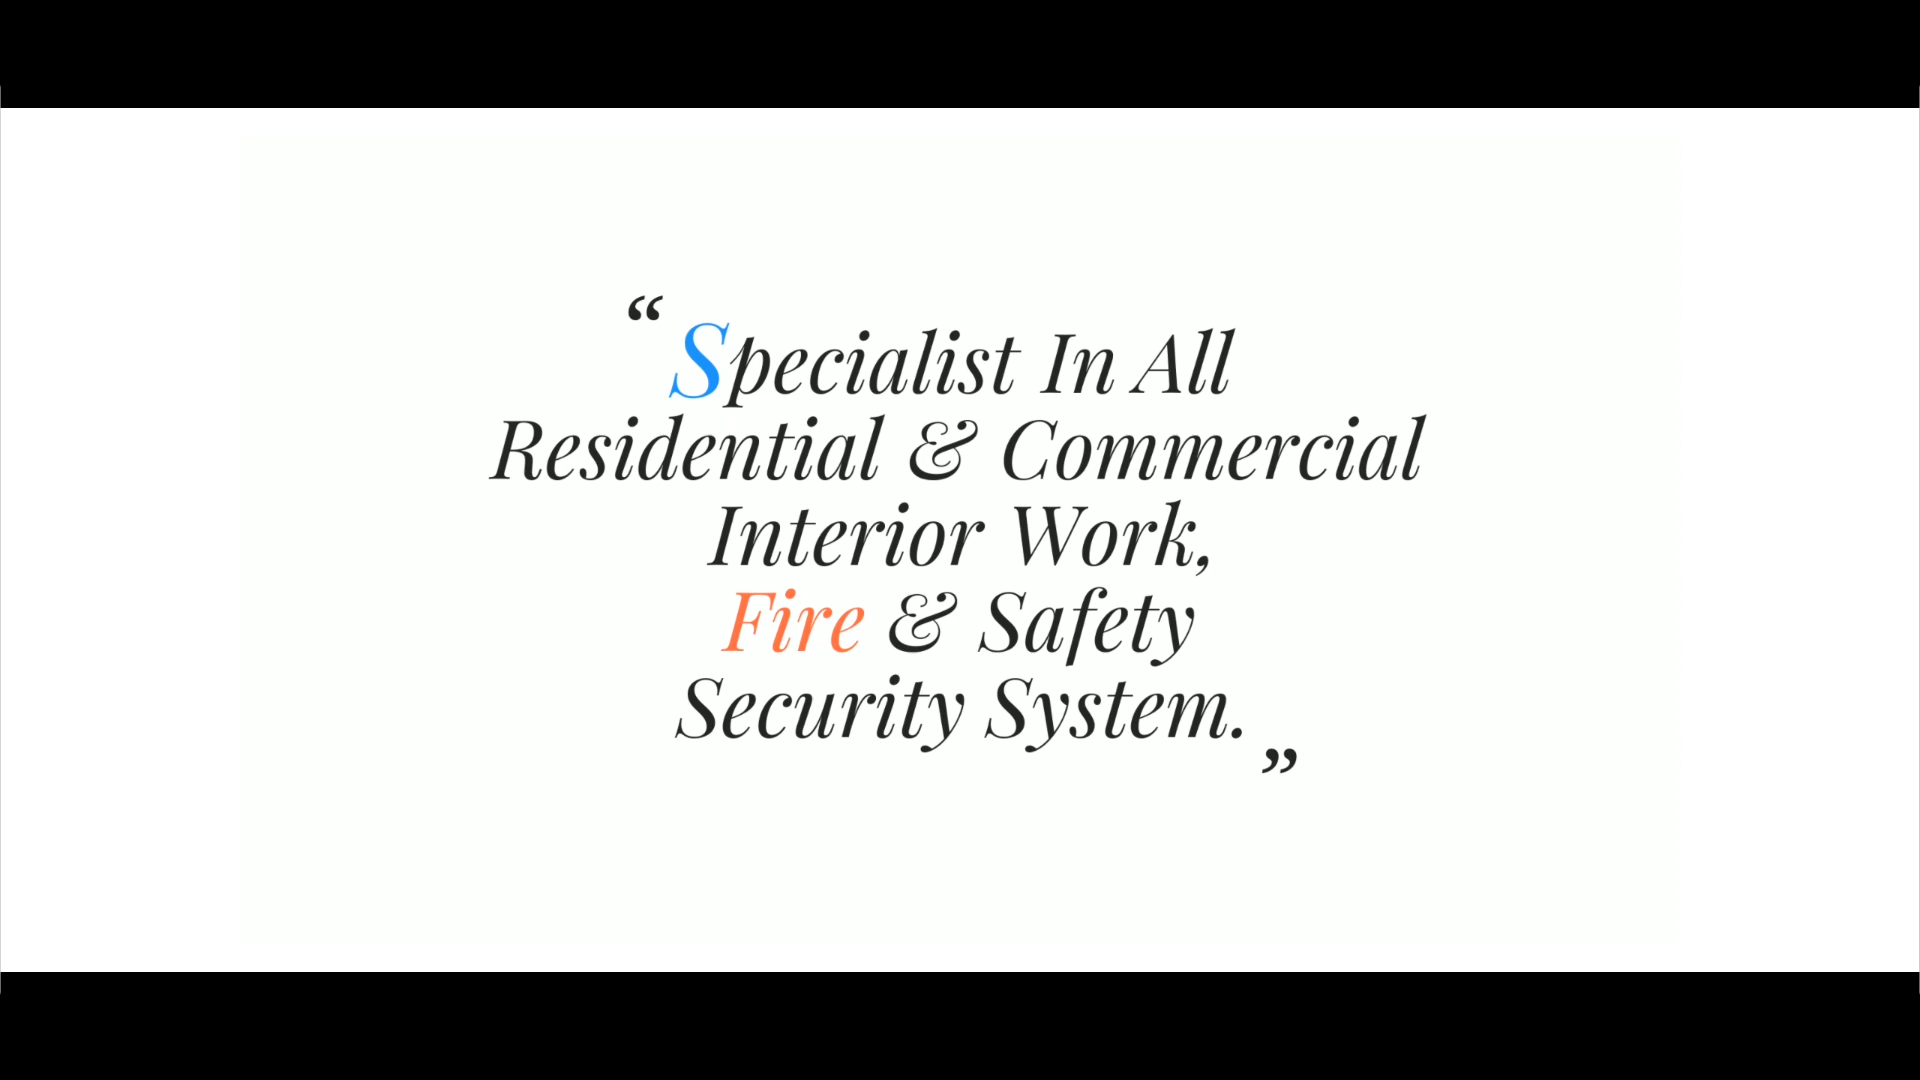 “Specialist In All
Residential & Commercial
Interior Work,
Fire & Safety
Security System.”